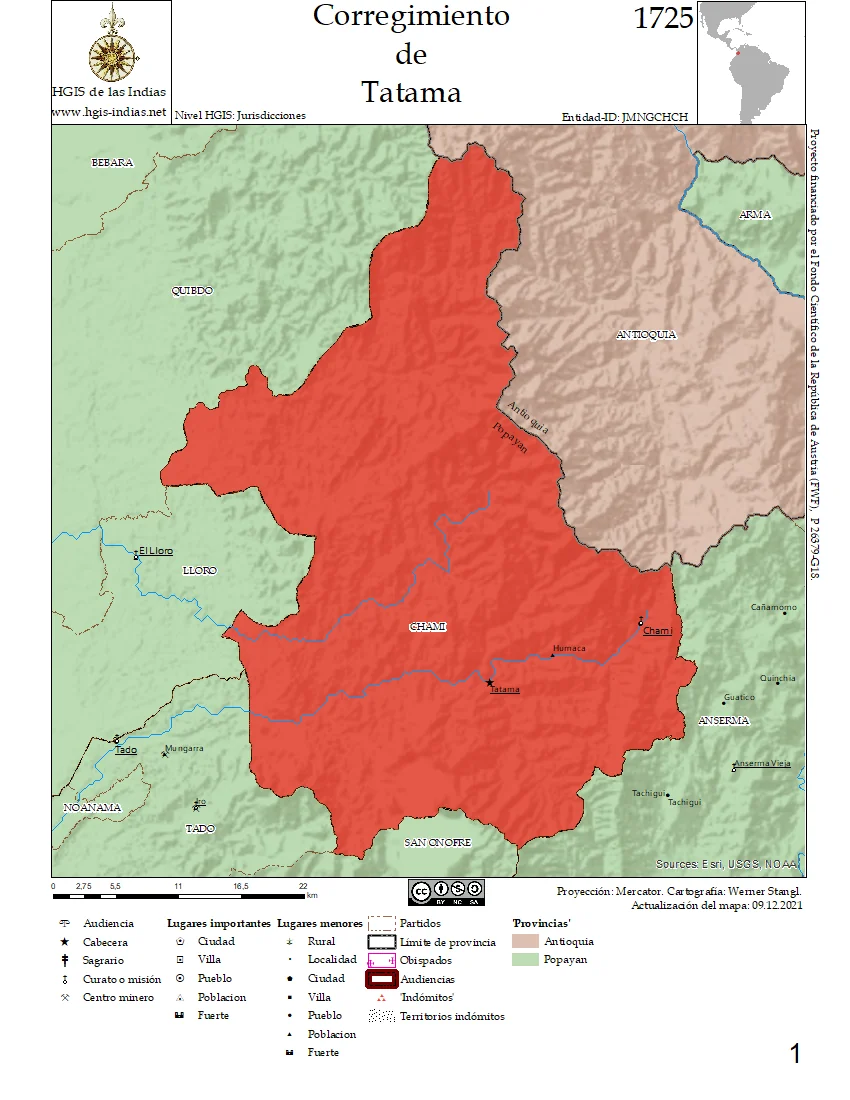 Corregimiento
de
Tatama
1725
HGIS de las Indias
www.hgis-indias.net
Nivel HGIS: Jurisdicciones
Entidad-ID: JMNGCHCH
BEBARA
ARMA
QUIBDO
ANTIOQUIA
Antioquia
Popayan
El Lloro
LLORO
Cañamomo
CHAMI
Chami
Humaca
Quinchia
Tatama
Guatico
ANSERMA
Tado
Mungarra
Anserma Vieja
Tachigui
Tachigui
Iro
NOANAMA
TADO
SAN ONOFRE
Sources: Esri, USGS, NOAA
Proyecto financiado por el Fondo Científico de la República de Austria (FWF), P 26379-G18.
0 2,75 5,5 11 16,5 22
km
CC BY NC SA
Proyección: Mercator. Cartografía: Werner Stangl.
Actualización del mapa: 09.12.2021
Audiencia
Cabecera
Sagrario
Curato o misión
Centro minero
Lugares importantes
Ciudad
Villa
Pueblo
Poblacion
Fuerte
Lugares menores
Rural
Localidad
Ciudad
Villa
Pueblo
Poblacion
Fuerte
Partidos
Límite de provincia
Obispados
Audiencias
'Indómitos'
Territorios indómitos
'Provincias'
Antioquia
Popayan
1